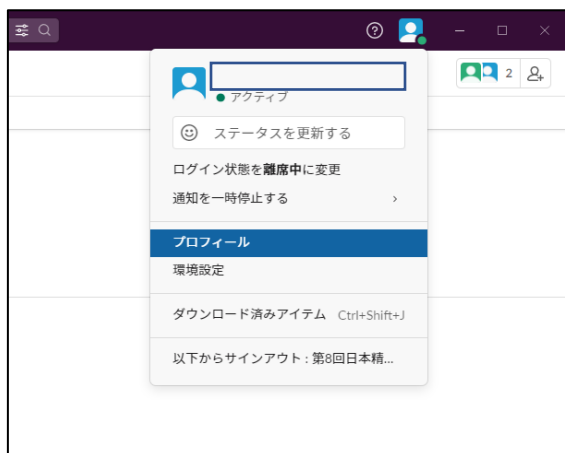 2
アクティブ
ステータスを更新する
ログイン状態を離席中に変更
通知を一時停止する
プロフィール
環境設定
ダウンロード済みアイテム Ctrl+Shift+J
以下からサインアウト : 第8回日本精...